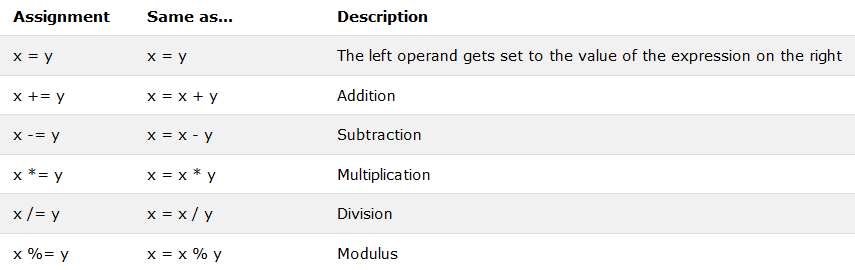 Assignment Same as... Description
x = y x = y The left operand gets set to the value of the expression on the right
x += y x = x + y Addition
x -= y x = x - y Subtraction
x *= y x = x * y Multiplication
x /= y x = x / y Division
x %= y x = x % y Modulus